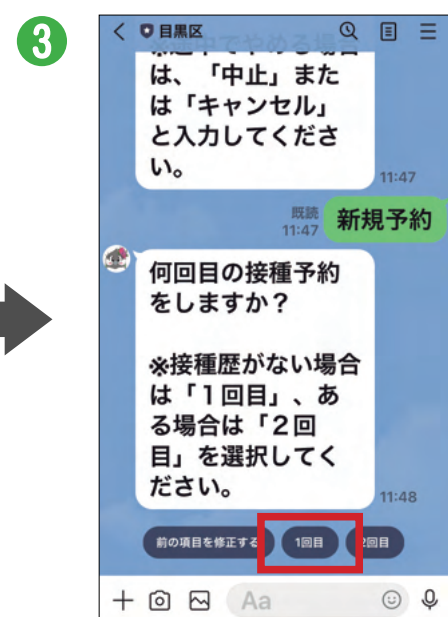 3
目黒区
※途中でやめる場合
は、「中止」また
は「キャンセル」
と入力してくださ
い。
11:47
既読
11:47
新規予約
何回目の接種予約
をしますか？
※接種歴がない場合
は「１回目」、あ
る場合は「２回
目」を選択してく
ださい。
11:48
前の項目を修正する
1回目
2回目
Aa